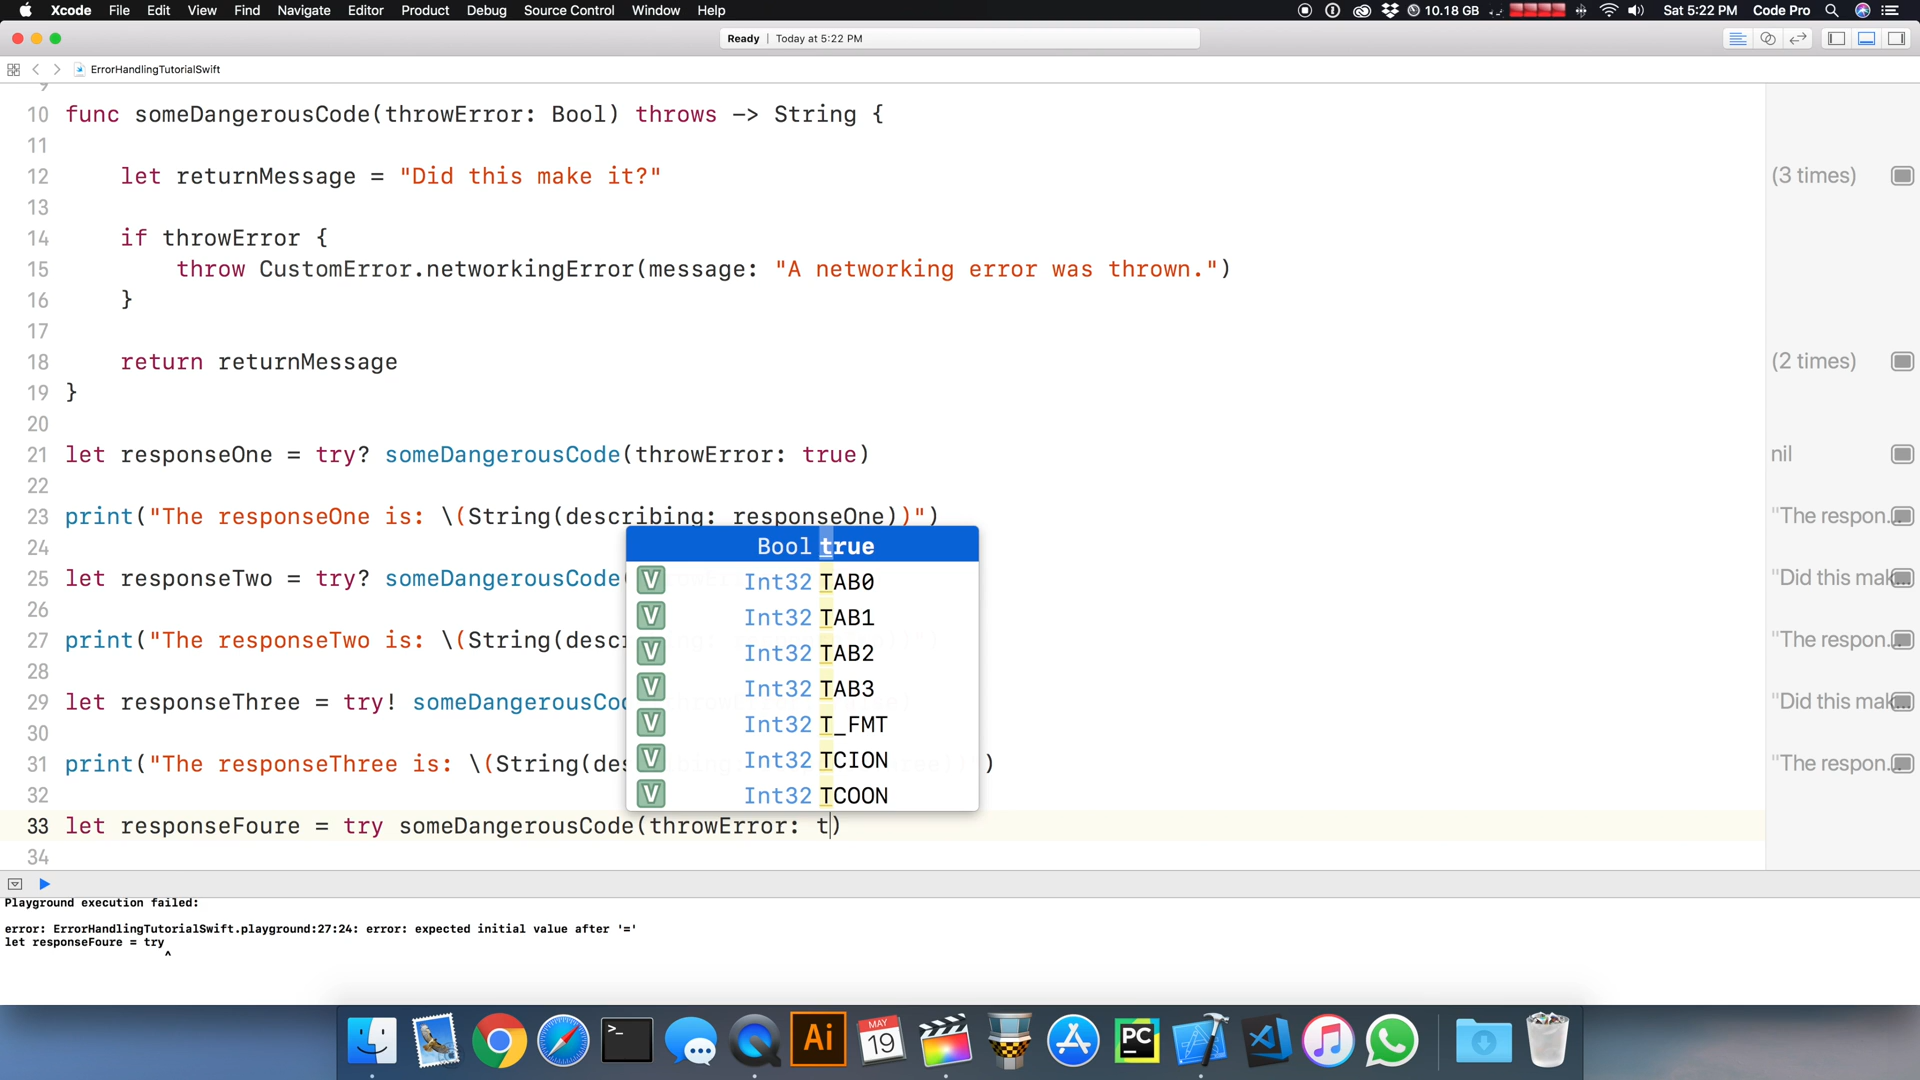 Xcode File Edit View Find Navigate Editor Product Debug Source Control Window Help 10.18 GB Sat 5:22 PM Code Pro
Ready | Today at 5:22 PM
ErrorHandlingTutorialSwift
10 func someDangerousCode(throwError: Bool) throws -> String {
11
12 let returnMessage = "Did this make it?" (3 times)
13
14 if throwError {
15 throw CustomError.networkingError(message: "A networking error was thrown.")
16 }
17
18 return returnMessage (2 times)
19 }
20
21 let responseOne = try? someDangerousCode(throwError: true) nil
22
23 print("The responseOne is: \(String(describing: responseOne))") "The respon...
24
Bool true
25 let responseTwo = try? someDangerousCode "Did this mak...
Int32 TAB0
26
Int32 TAB1
27 print("The responseTwo is: \(String(desc "The respon...
Int32 TAB2
28
Int32 TAB3
29 let responseThree = try! someDangerousCo "Did this mak...
Int32 T_FMT
30
31 print("The responseThree is: \(String(de ) "The respon...
Int32 TCION
32
Int32 TCOON
33 let responseFoure = try someDangerousCode(throwError: t)
34
Playground execution failed:
error: ErrorHandlingTutorialSwift.playground:27:24: error: expected initial value after '='
let responseFoure = try
^
>_ Ai MAY 19 PC